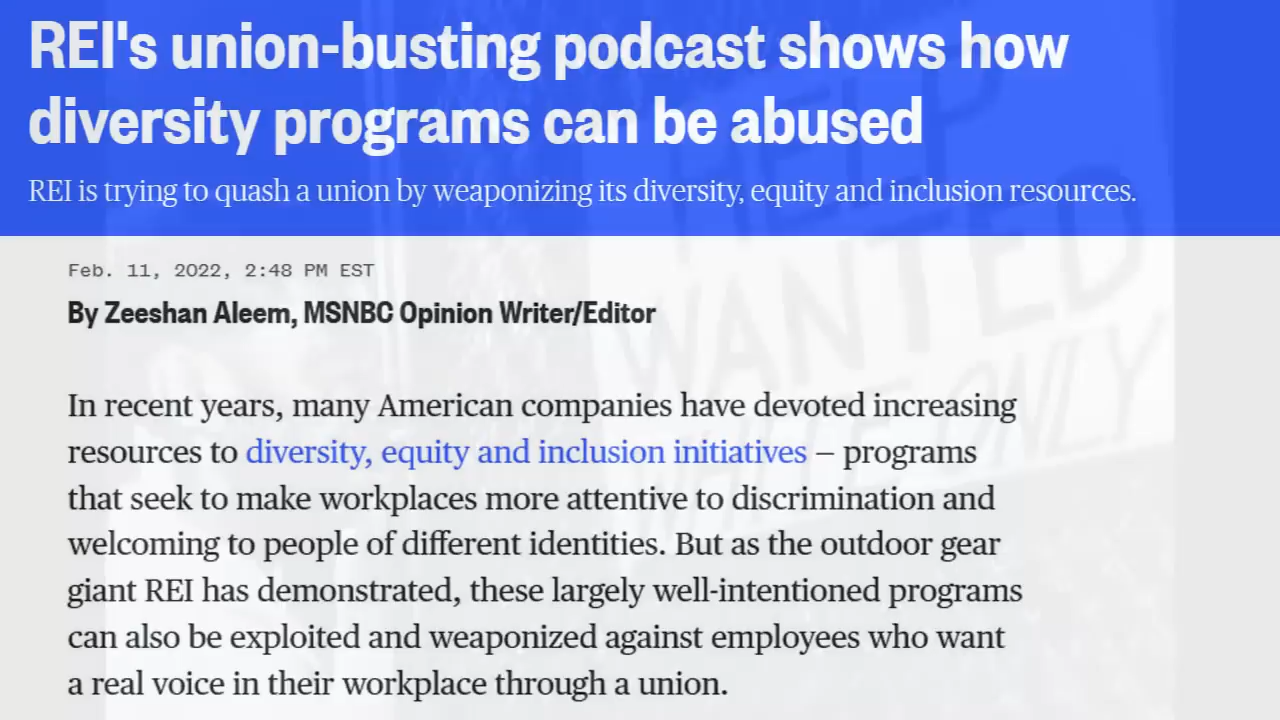 REI's union-busting podcast shows how
diversity programs can be abused
REI is trying to quash a union by weaponizing its diversity, equity and inclusion resources.
Feb. 11, 2022, 2:48 PM EST
By Zeeshan Aleem, MSNBC Opinion Writer/Editor
In recent years, many American companies have devoted increasing
resources to diversity, equity and inclusion initiatives – programs
that seek to make workplaces more attentive to discrimination and
welcoming to people of different identities. But as the outdoor gear
giant REI has demonstrated, these largely well-intentioned programs
can also be exploited and weaponized against employees who want
a real voice in their workplace through a union.
HELP
WANTED
WHITE ONLY